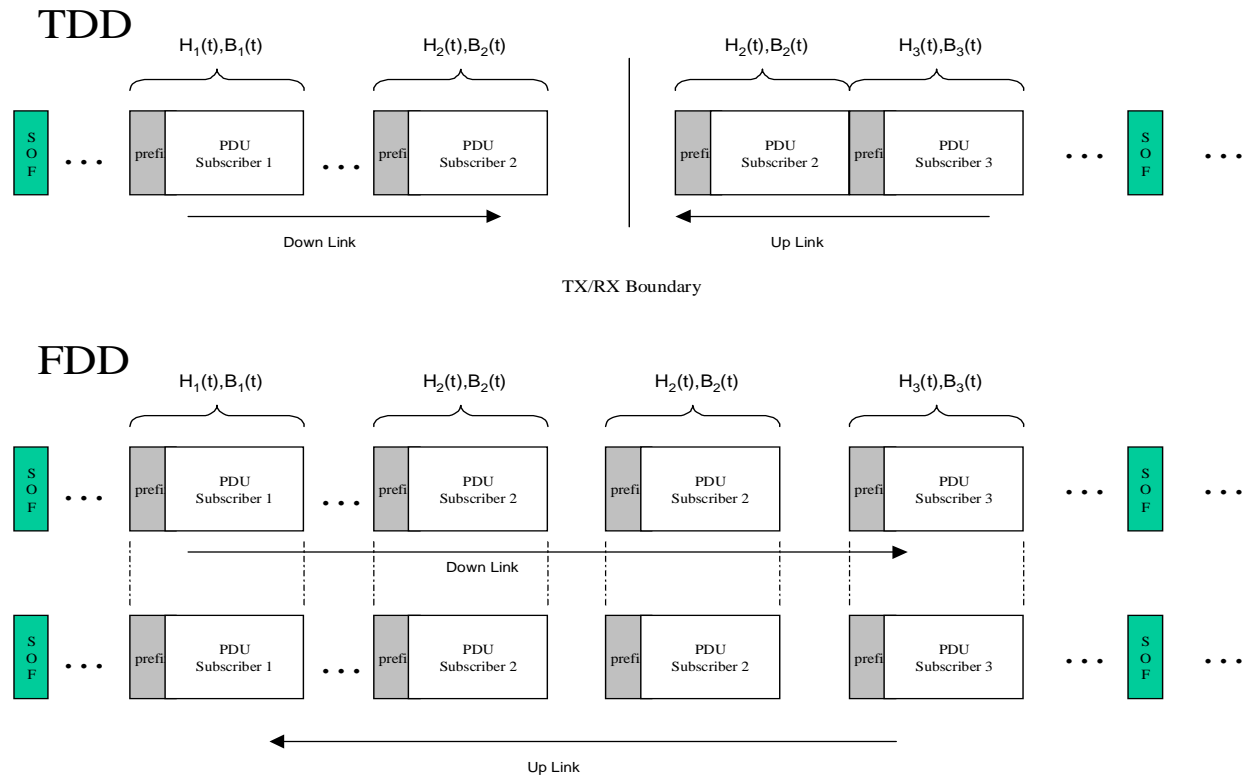 TDD
H1(t),B1(t)
H2(t),B2(t)
H2(t),B2(t)
H3(t),B3(t)
S
O
F
...
prefi
PDU
Subscriber 1
...
prefi
PDU
Subscriber 2
prefi
PDU
Subscriber 2
prefi
PDU
Subscriber 3
...
S
O
F
...
Down Link
Up Link
TX/RX Boundary
FDD
H1(t),B1(t)
H2(t),B2(t)
H2(t),B2(t)
H3(t),B3(t)
S
O
F
...
prefi
PDU
Subscriber 1
...
prefi
PDU
Subscriber 2
prefi
PDU
Subscriber 2
prefi
PDU
Subscriber 3
...
S
O
F
...
Down Link
S
O
F
...
prefi
PDU
Subscriber 1
...
prefi
PDU
Subscriber 2
prefi
PDU
Subscriber 2
prefi
PDU
Subscriber 3
...
S
O
F
...
Up Link